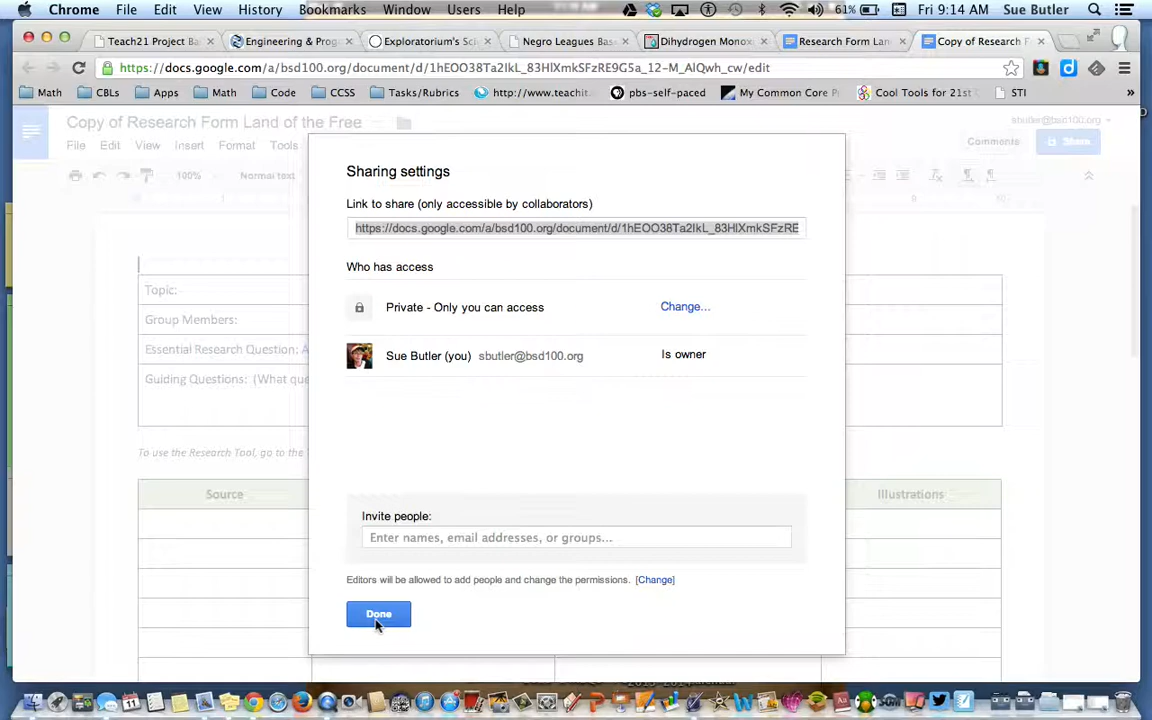 Chrome File Edit View History Bookmarks Window Users Help 61% Fri 9:14 AM Sue Butler
Teach21 Project Ba Engineering & Prog Exploratorium's Sci Negro Leagues Bas Dihydrogen Monox Research Form Lan Copy of Research F
https://docs.google.com/a/bsd100.org/document/d/1hEOO38Ta2IkL_83HlXmkSFzRE9G5a_12-M_AlQwh_cw/edit
Math CBLs Apps Math Code CCSS Tasks/Rubrics http://www.teachit pbs-self-paced My Common Core P Cool Tools for 21st STI »
Copy of Research Form Land of the Free
sbutler@bsd100.org
File Edit View Insert Format Tools
Comments Share
100% Normal text
Sharing settings
Link to share (only accessible by collaborators)
https://docs.google.com/a/bsd100.org/document/d/1hEOO38Ta2IkL_83HlXmkSFzRE
Who has access
Private - Only you can access Change...
Sue Butler (you) sbutler@bsd100.org Is owner
Topic:
Group Members:
Essential Research Question: A
Guiding Questions: (What que
To use the Research Tool, go to the
Source Illustrations
Invite people:
Enter names, email addresses, or groups...
Editors will be allowed to add people and change the permissions. [Change]
Done